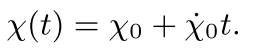 χ(t) = χ₀ + χ̇₀t.